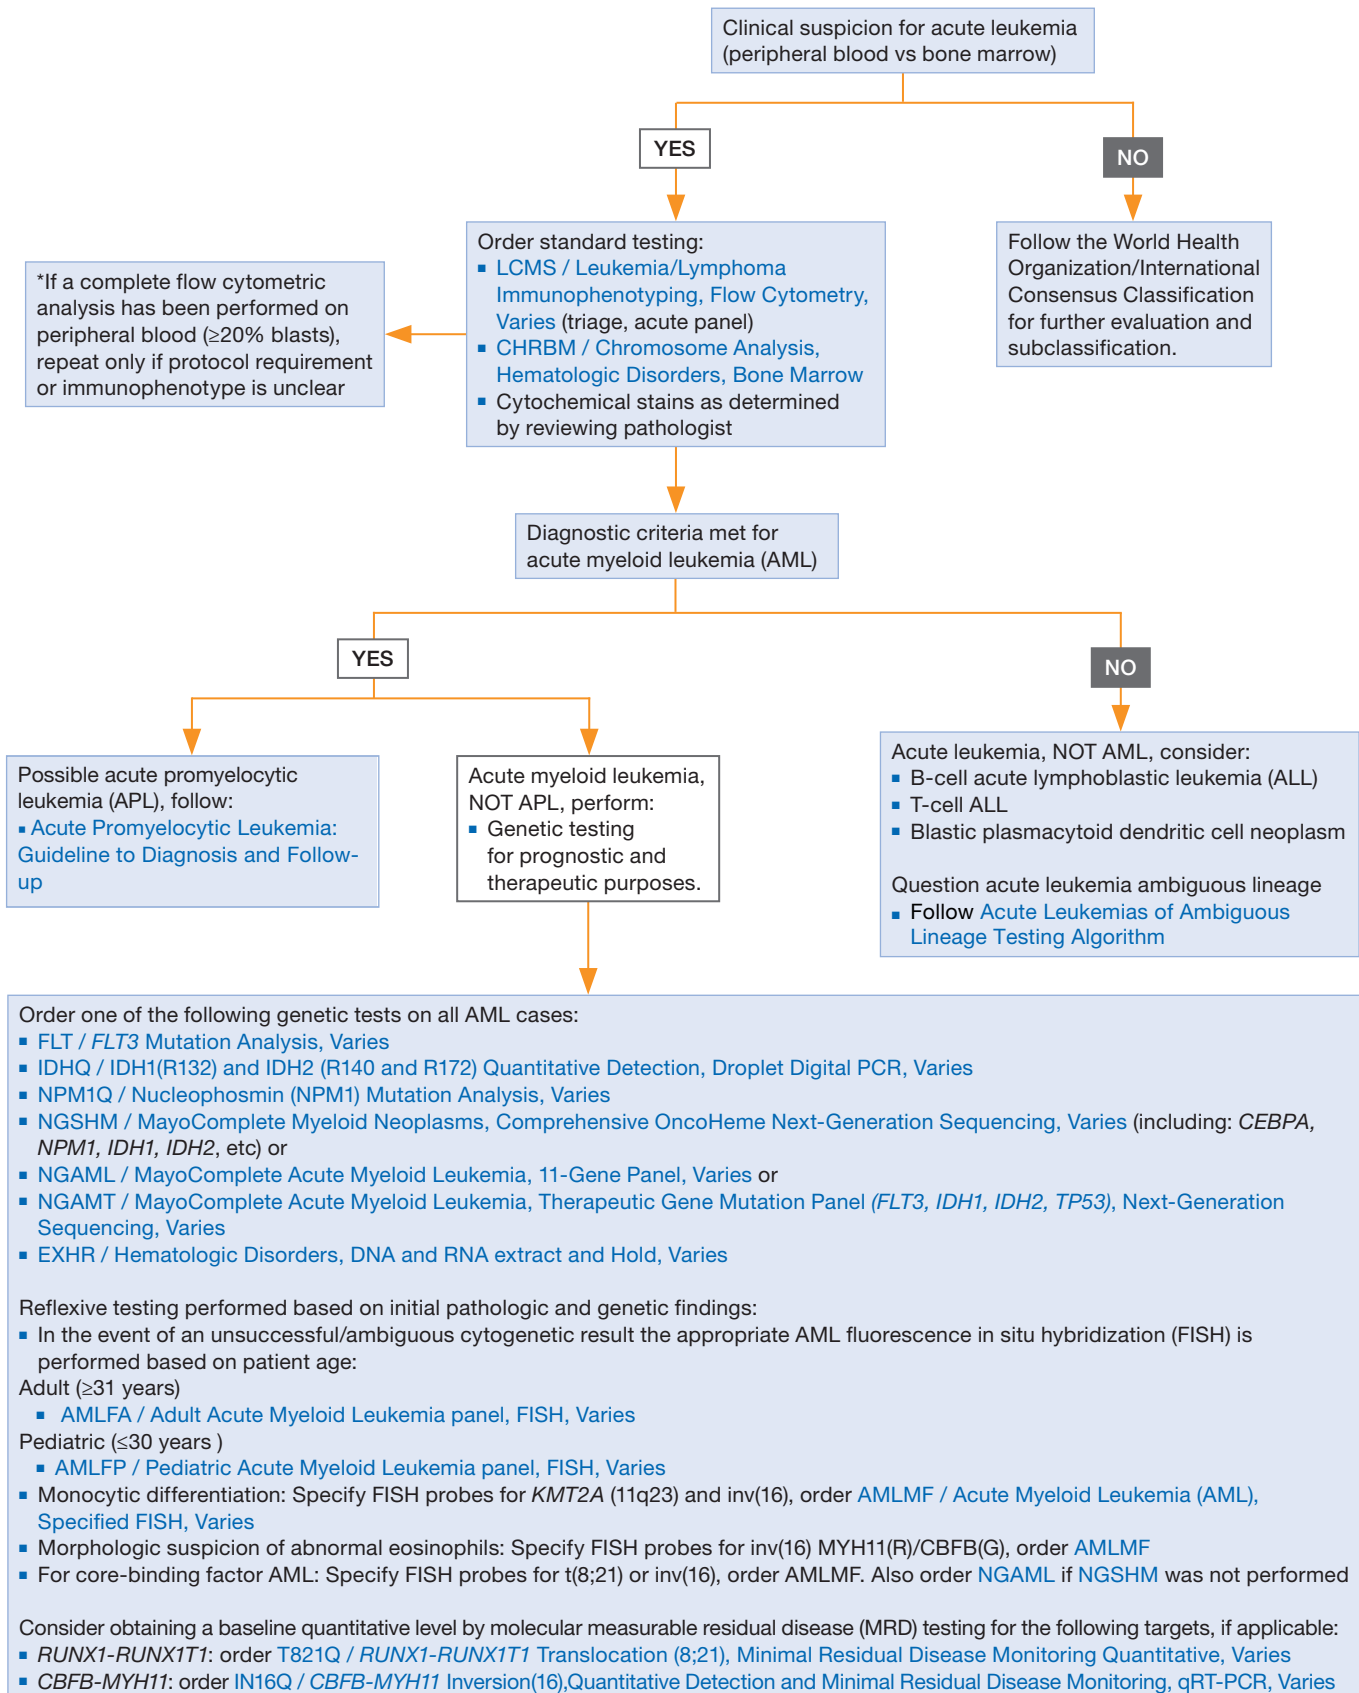 Clinical suspicion for acute leukemia
(peripheral blood vs bone marrow)
YES
NO
*If a complete flow cytometric
analysis has been performed on
peripheral blood (≥20% blasts),
repeat only if protocol requirement
or immunophenotype is unclear
Order standard testing:
▪ LCMS / Leukemia/Lymphoma
Immunophenotyping, Flow Cytometry,
Varies (triage, acute panel)
▪ CHRBM / Chromosome Analysis,
Hematologic Disorders, Bone Marrow
▪ Cytochemical stains as determined
by reviewing pathologist
Follow the World Health
Organization/International
Consensus Classification
for further evaluation and
subclassification.
Diagnostic criteria met for
acute myeloid leukemia (AML)
YES
NO
Possible acute promyelocytic
leukemia (APL), follow:
▪ Acute Promyelocytic Leukemia:
Guideline to Diagnosis and Follow-
up
Acute myeloid leukemia,
NOT APL, perform:
▪ Genetic testing
for prognostic and
therapeutic purposes.
Acute leukemia, NOT AML, consider:
▪ B-cell acute lymphoblastic leukemia (ALL)
▪ T-cell ALL
▪ Blastic plasmacytoid dendritic cell neoplasm
Question acute leukemia ambiguous lineage
▪ Follow Acute Leukemias of Ambiguous
Lineage Testing Algorithm
Order one of the following genetic tests on all AML cases:
▪ FLT / FLT3 Mutation Analysis, Varies
▪ IDHQ / IDH1(R132) and IDH2 (R140 and R172) Quantitative Detection, Droplet Digital PCR, Varies
▪ NPM1Q / Nucleophosmin (NPM1) Mutation Analysis, Varies
▪ NGSHM / MayoComplete Myeloid Neoplasms, Comprehensive OncoHeme Next-Generation Sequencing, Varies (including: CEBPA,
NPM1, IDH1, IDH2, etc) or
▪ NGAML / MayoComplete Acute Myeloid Leukemia, 11-Gene Panel, Varies or
▪ NGAMT / MayoComplete Acute Myeloid Leukemia, Therapeutic Gene Mutation Panel (FLT3, IDH1, IDH2, TP53), Next-Generation
Sequencing, Varies
▪ EXHR / Hematologic Disorders, DNA and RNA extract and Hold, Varies
Reflexive testing performed based on initial pathologic and genetic findings:
▪ In the event of an unsuccessful/ambiguous cytogenetic result the appropriate AML fluorescence in situ hybridization (FISH) is
performed based on patient age:
Adult (≥31 years)
▪ AMLFA / Adult Acute Myeloid Leukemia panel, FISH, Varies
Pediatric (≤30 years )
▪ AMLFP / Pediatric Acute Myeloid Leukemia panel, FISH, Varies
▪ Monocytic differentiation: Specify FISH probes for KMT2A (11q23) and inv(16), order AMLMF / Acute Myeloid Leukemia (AML),
Specified FISH, Varies
▪ Morphologic suspicion of abnormal eosinophils: Specify FISH probes for inv(16) MYH11(R)/CBFB(G), order AMLMF
▪ For core-binding factor AML: Specify FISH probes for t(8;21) or inv(16), order AMLMF. Also order NGAML if NGSHM was not performed
Consider obtaining a baseline quantitative level by molecular measurable residual disease (MRD) testing for the following targets, if applicable:
▪ RUNX1-RUNX1T1: order T821Q / RUNX1-RUNX1T1 Translocation (8;21), Minimal Residual Disease Monitoring Quantitative, Varies
▪ CBFB-MYH11: order IN16Q / CBFB-MYH11 Inversion(16),Quantitative Detection and Minimal Residual Disease Monitoring, qRT-PCR, Varies